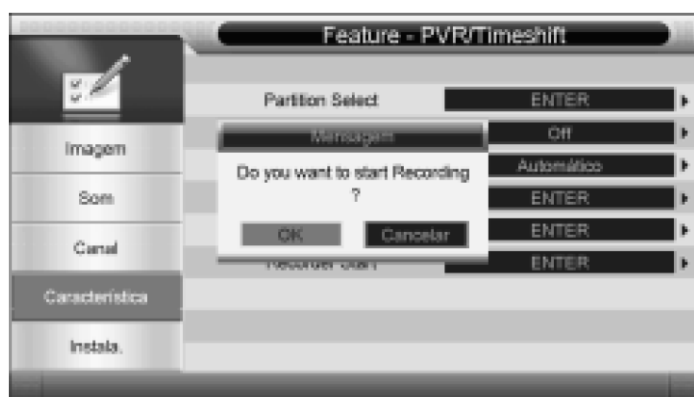 Feature - PVR/Timeshift
Partition Select
ENTER
Off
Automático
ENTER
ENTER
Recorder Start
ENTER
Mensagem
Do you want to start Recording
?
OK
Cancelar
Imagem
Som
Canal
Característica
Instala.